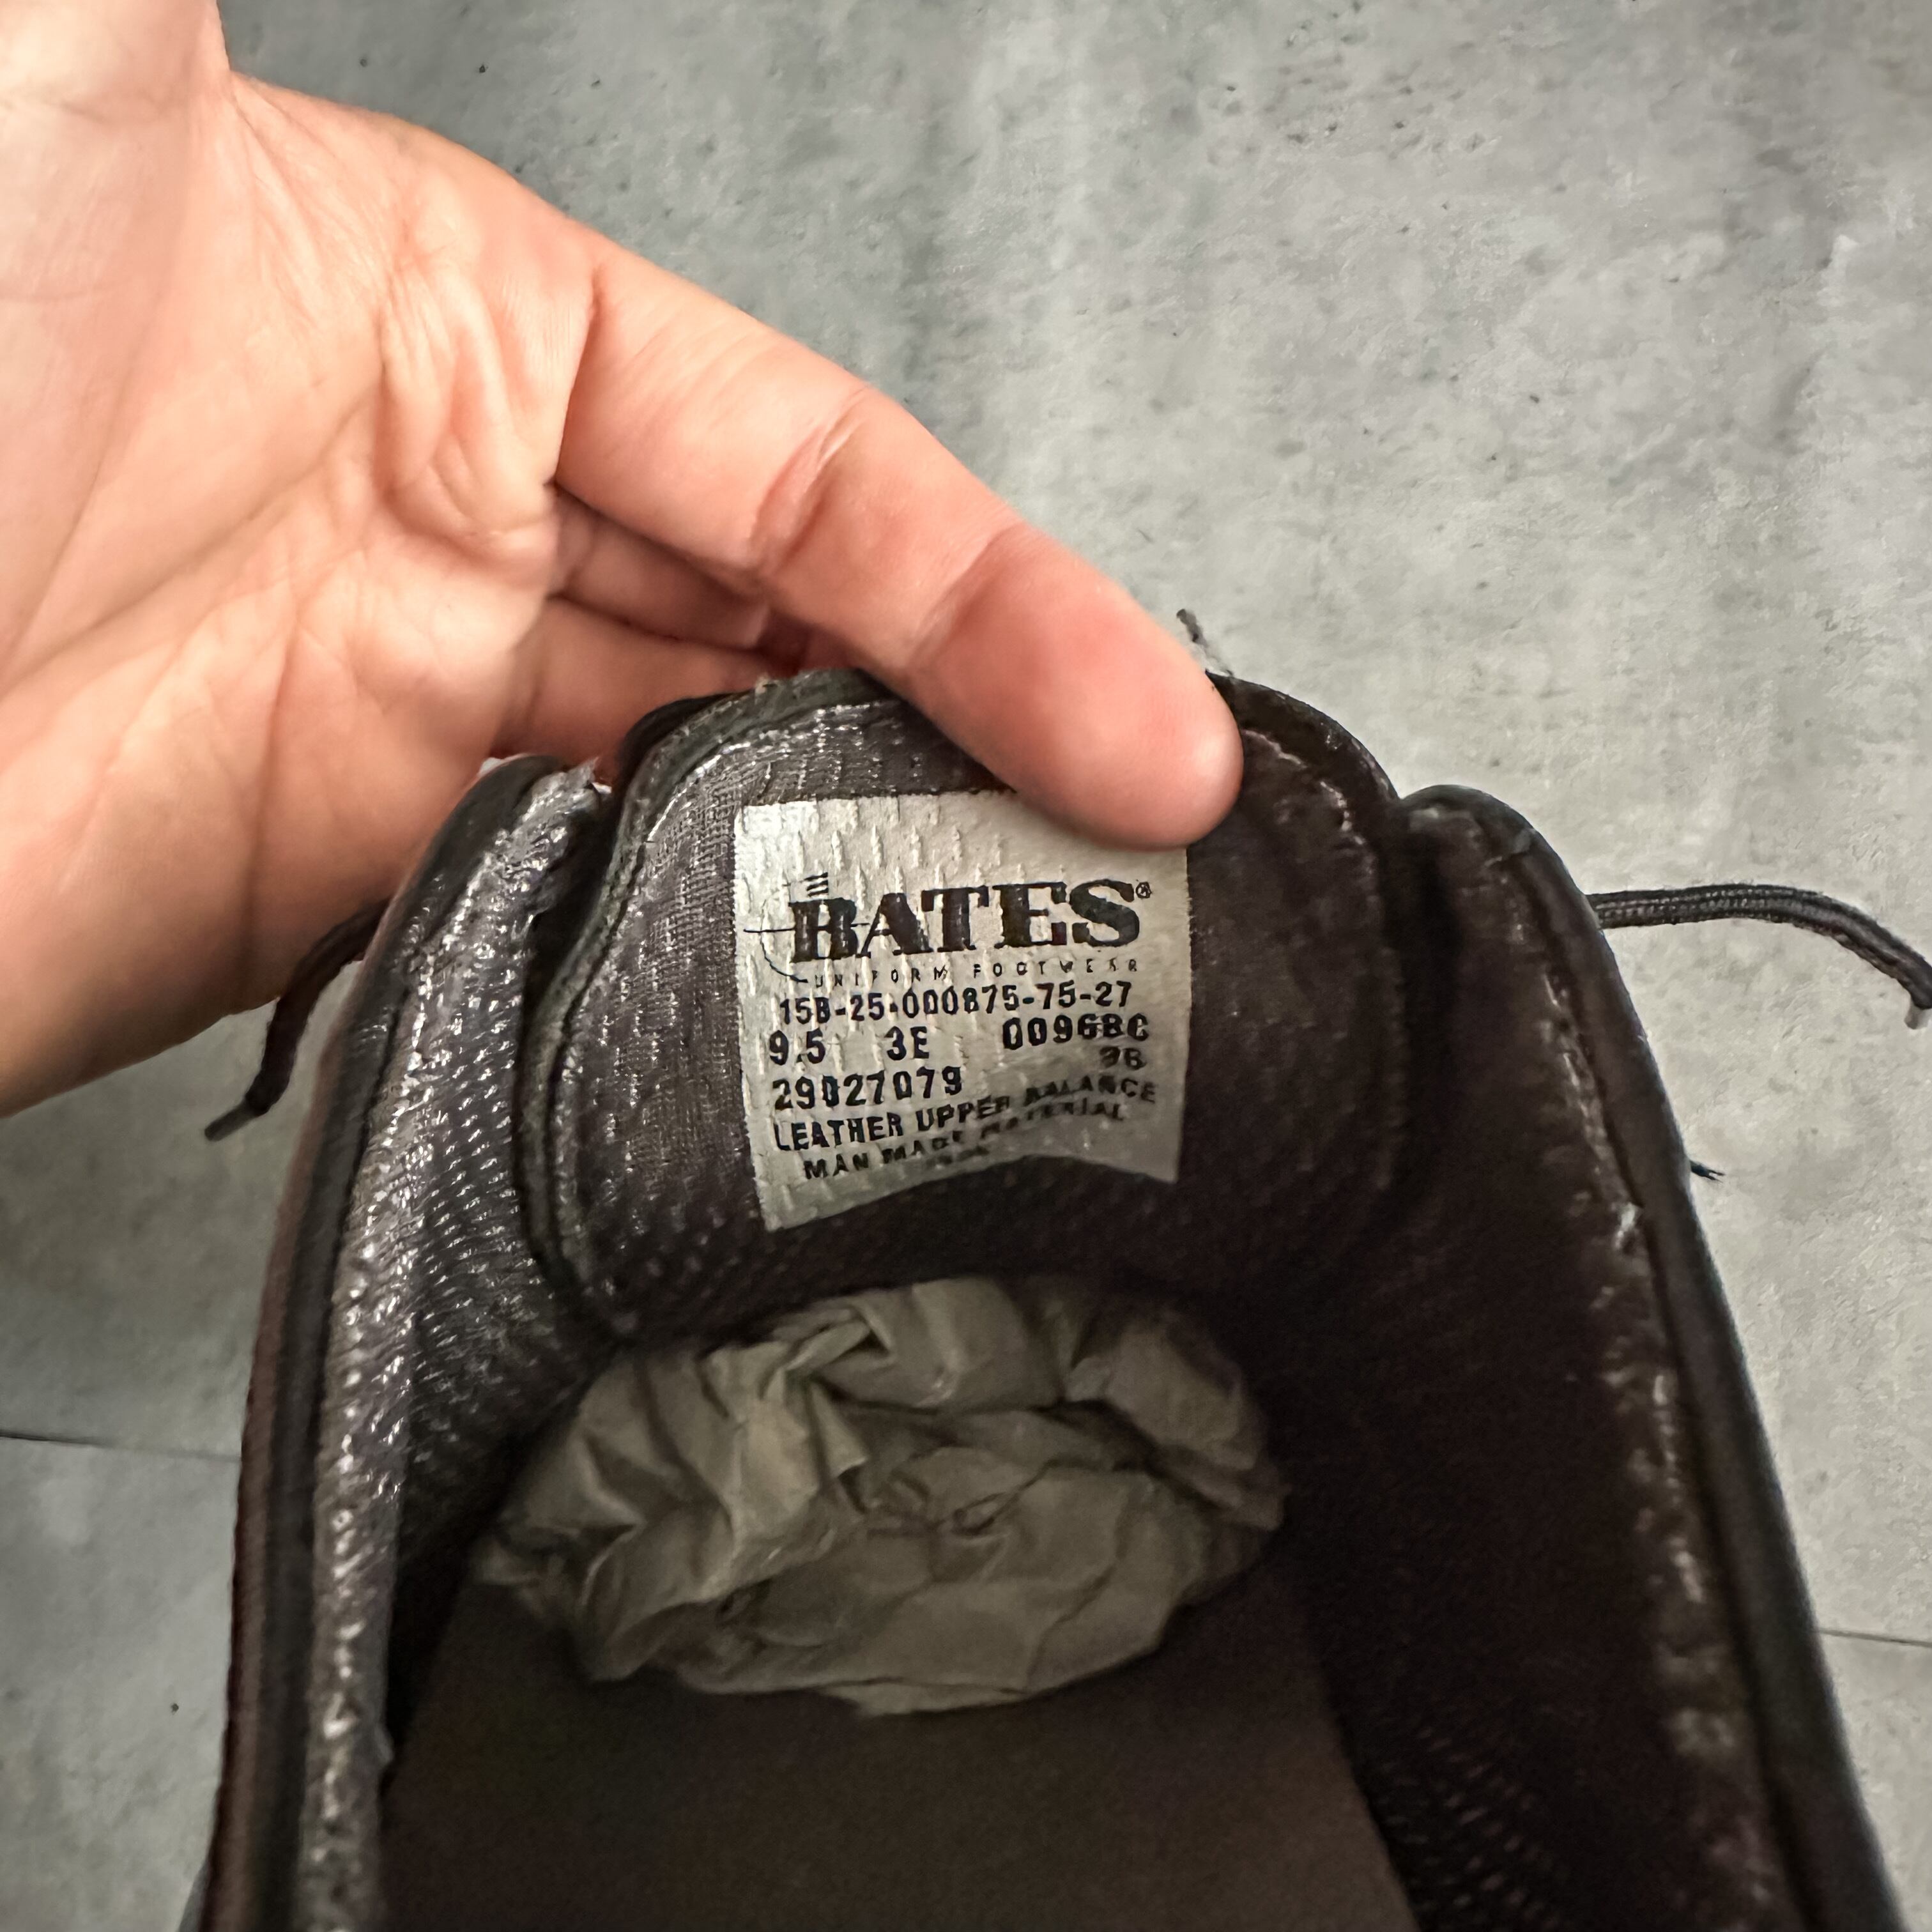 BATES®
UNIFORM FOOTWEAR
15B-25-000875-75-27
9.5 3E 00968C
9B
29027079
LEATHER UPPER BALANCE
MAN MADE MATERIAL